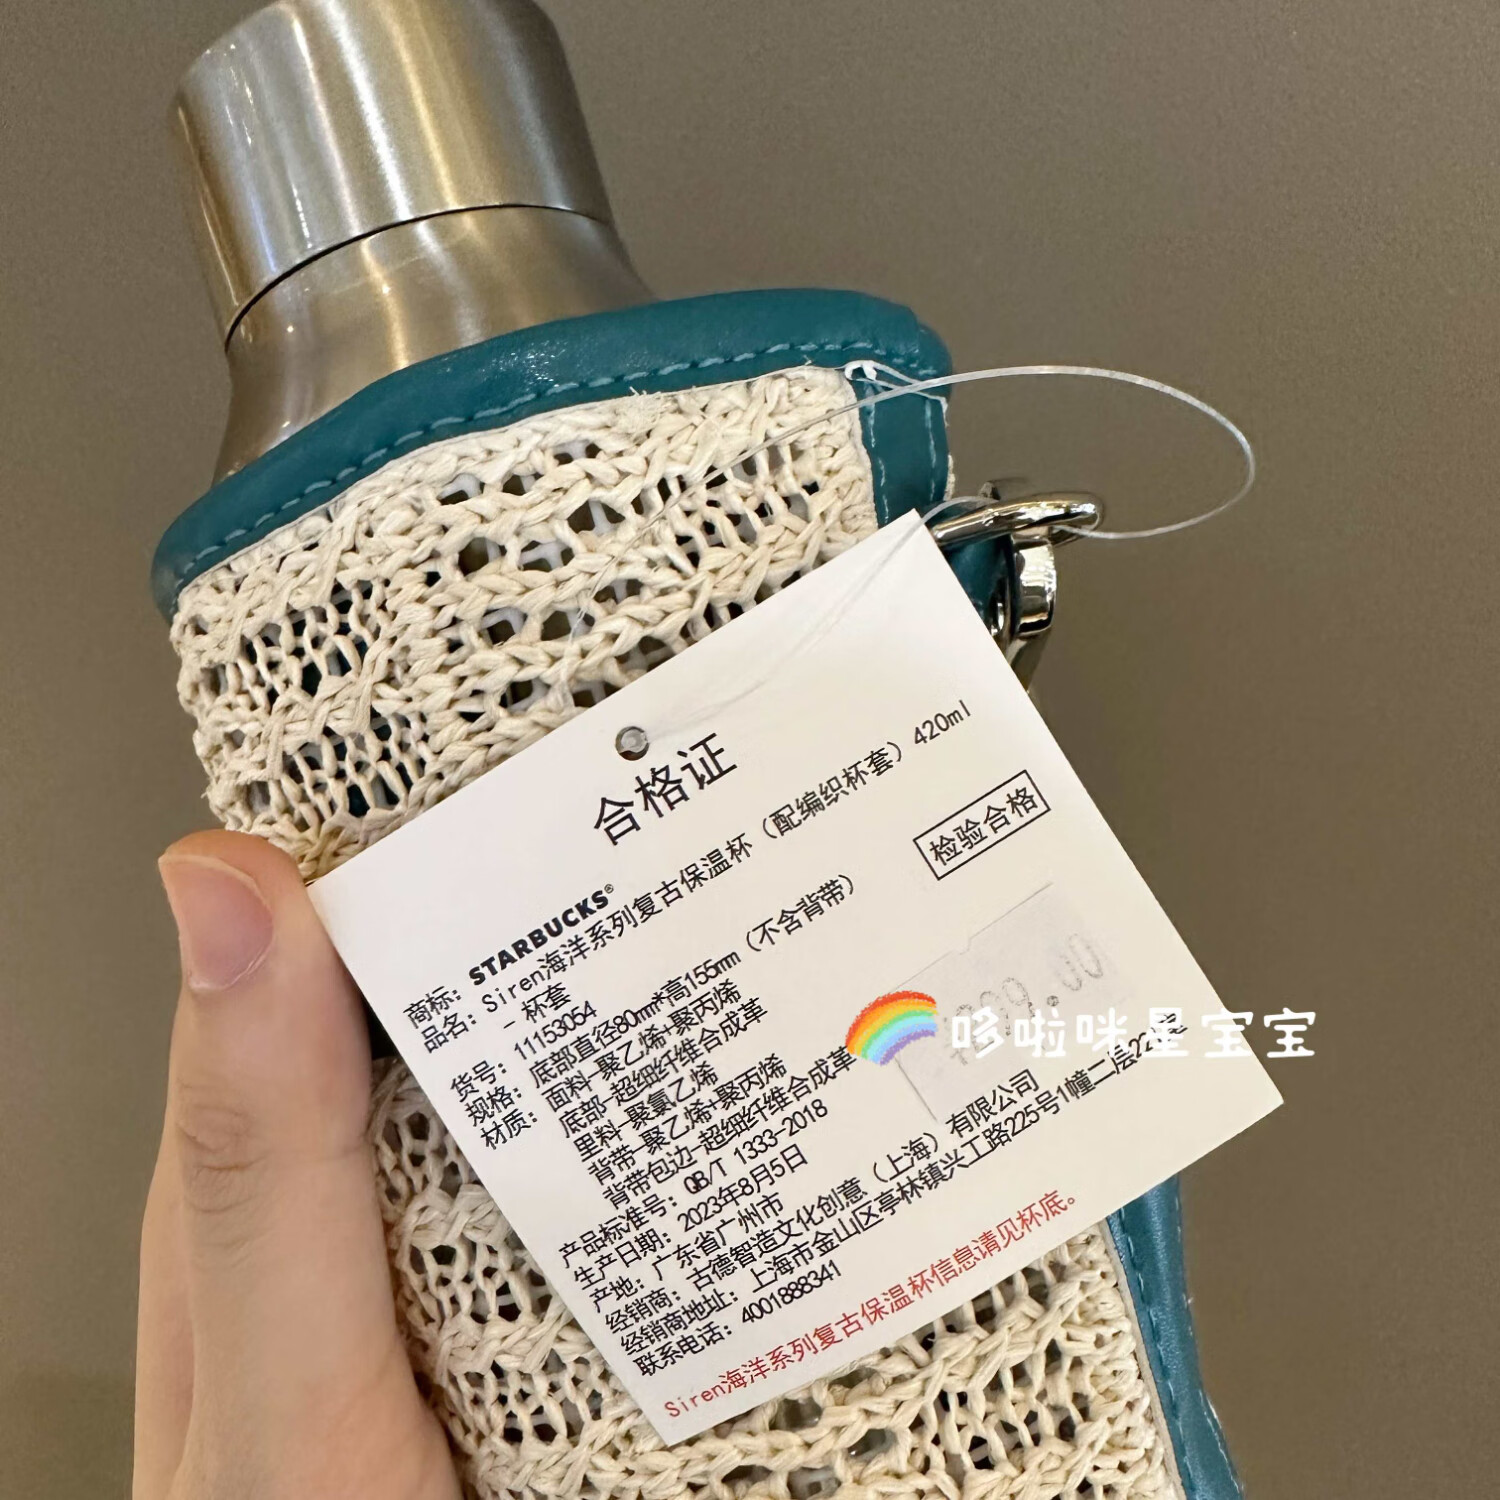 合格证
商标：STARBUCKS®
品名：Siren海洋系列复古保温杯（配编织杯套）420ml
- 杯套
检验合格
货号：11153054
规格：底部直径80mm*高155mm（不含背带）
材质：面料-聚乙烯+聚丙烯
底部-超细纤维合成革
里料-聚氯乙烯
背带-聚乙烯+聚丙烯
背带包边-超细纤维合成革
产品标准号：QB/T 1333-2018
生产日期：2023年8月5日
产地：广东省广州市
经销商：古德智造文化创意（上海）有限公司
经销商地址：上海市金山区亭林镇兴工路225号1幢二层
联系电话：4001888341
Siren海洋系列复古保温杯信息请见杯底。
哆啦咪星宝宝